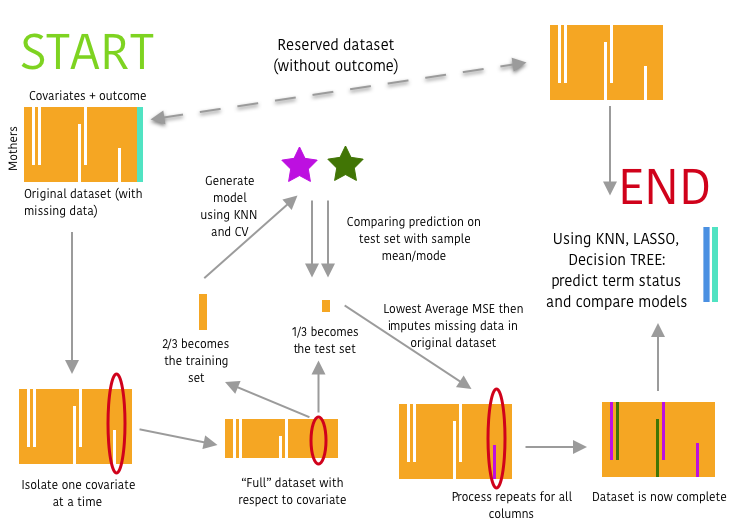 START
Reserved dataset
(without outcome)
Covariates + outcome
Mothers
Original dataset (with
missing data)
Generate
model
using KNN
and CV
Comparing prediction on
test set with sample
mean/mode
END
Using KNN, LASSO,
Decision TREE:
predict term status
and compare models
2/3 becomes
the training
set
1/3 becomes
the test set
Lowest Average MSE then
imputes missing data in
original dataset
Isolate one covariate
at a time
“Full” dataset with
respect to covariate
Process repeats for all
columns
Dataset is now complete